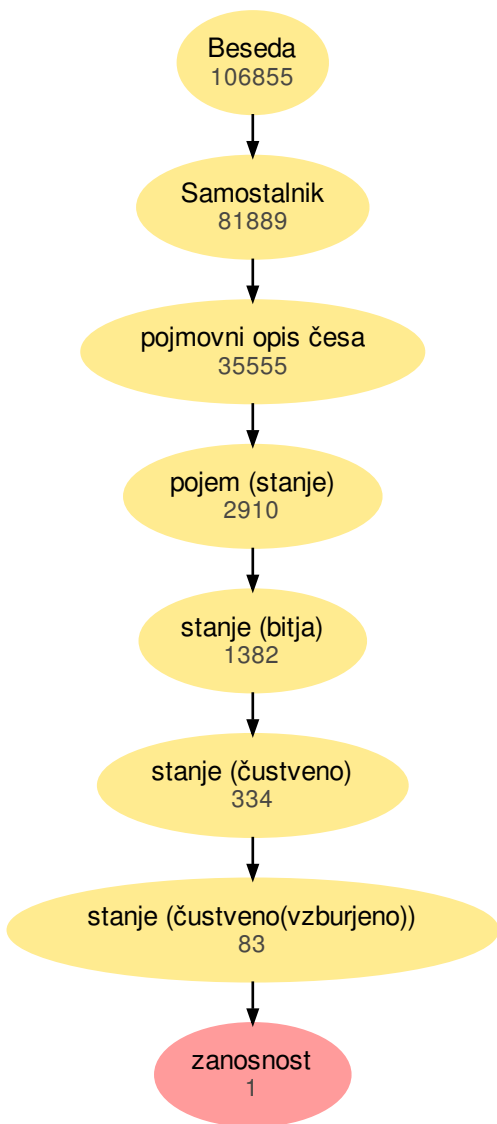 Beseda
106855
Samostalnik
81889
pojmovni opis česa
35555
pojem (stanje)
2910
stanje (bitja)
1382
stanje (čustveno)
334
stanje (čustveno(vzburjeno))
83
zanosnost
1